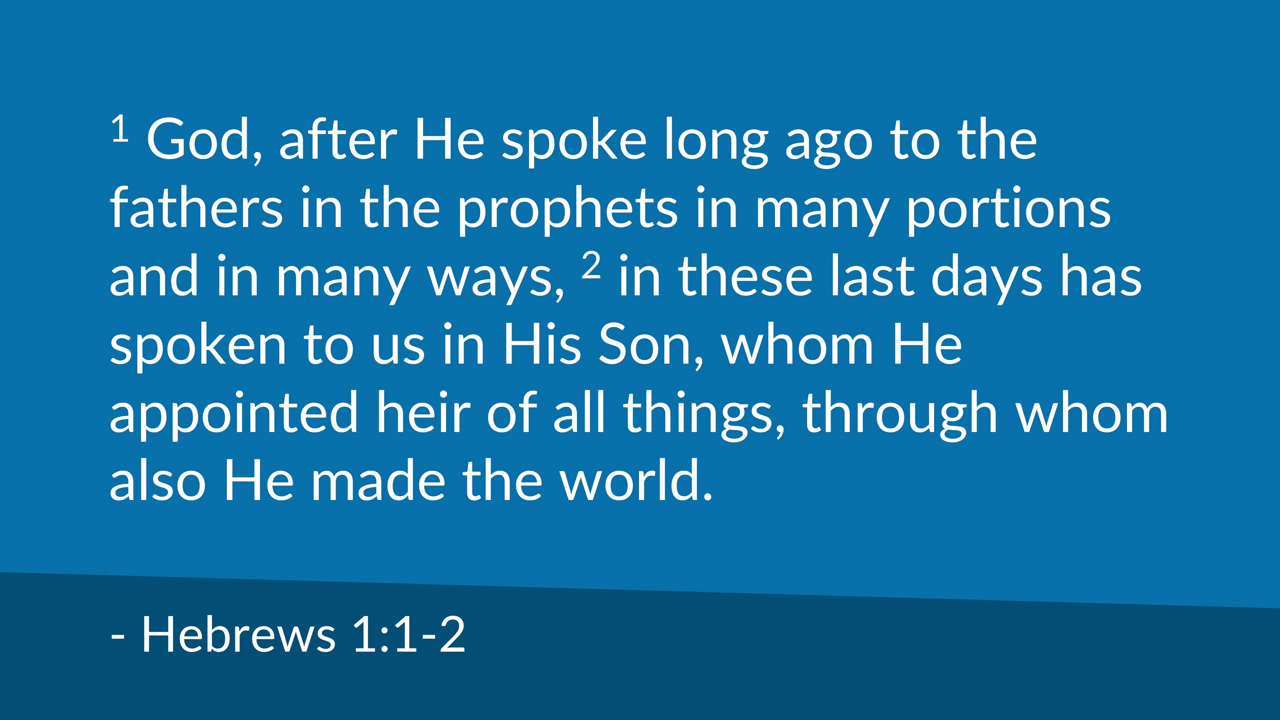 1 God, after He spoke long ago to the
fathers in the prophets in many portions
and in many ways, 2 in these last days has
spoken to us in His Son, whom He
appointed heir of all things, through whom
also He made the world.
- Hebrews 1:1-2